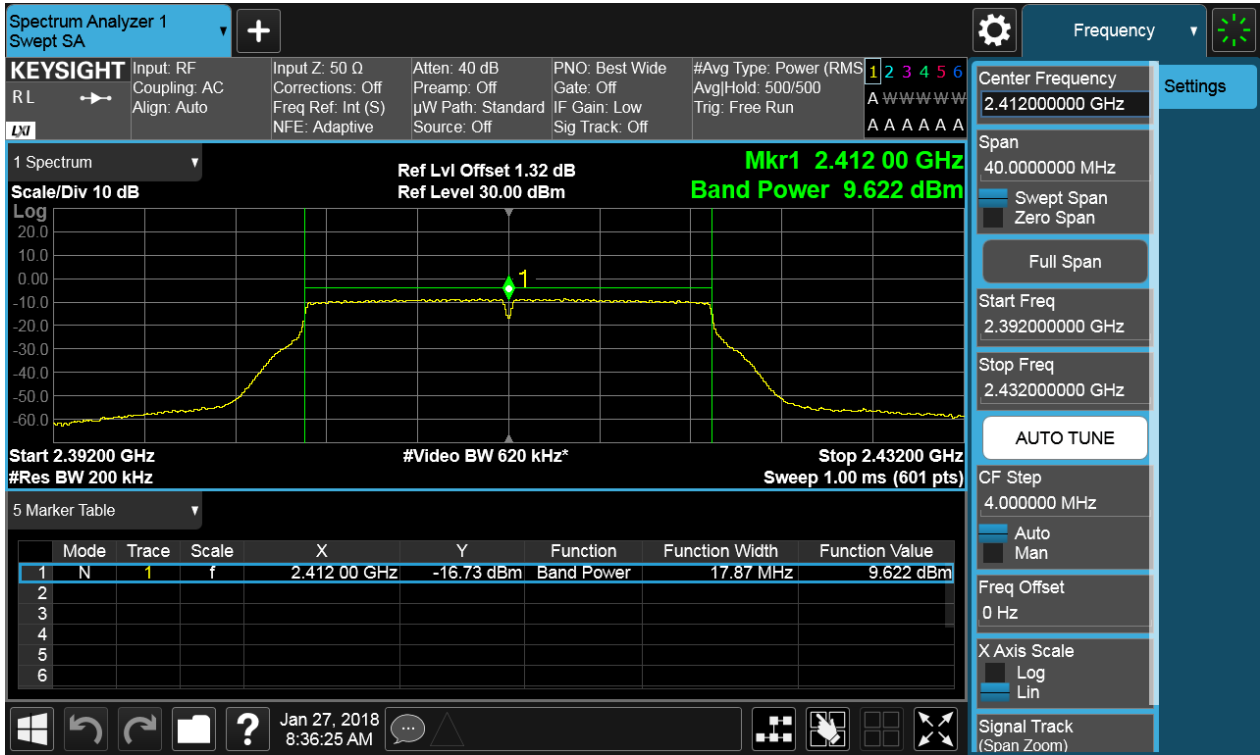 Spectrum Analyzer 1
Swept SA
+
Frequency
KEYSIGHT
RL
LXI
Input: RF
Coupling: AC
Align: Auto
Input Z: 50 Ω
Corrections: Off
Freq Ref: Int (S)
NFE: Adaptive
Atten: 40 dB
Preamp: Off
µW Path: Standard
Source: Off
PNO: Best Wide
Gate: Off
IF Gain: Low
Sig Track: Off
#Avg Type: Power (RMS
Avg|Hold: 500/500
Trig: Free Run
1 2 3 4 5 6
A W W W W W
A A A A A A
1 Spectrum
Scale/Div 10 dB
Log
Ref Lvl Offset 1.32 dB
Ref Level 30.00 dBm
Mkr1 2.412 00 GHz
Band Power 9.622 dBm
20.0
10.0
0.00
-10.0
-20.0
-30.0
-40.0
-50.0
-60.0
1
Start 2.39200 GHz
#Res BW 200 kHz
#Video BW 620 kHz*
Stop 2.43200 GHz
Sweep 1.00 ms (601 pts)
5 Marker Table
Mode Trace Scale X Y Function Function Width Function Value
1 N 1 f 2.412 00 GHz -16.73 dBm Band Power 17.87 MHz 9.622 dBm
2
3
4
5
6
?
Jan 27, 2018
8:36:25 AM
Settings
Center Frequency
2.412000000 GHz
Span
40.0000000 MHz
Swept Span
Zero Span
Full Span
Start Freq
2.392000000 GHz
Stop Freq
2.432000000 GHz
AUTO TUNE
CF Step
4.000000 MHz
Auto
Man
Freq Offset
0 Hz
X Axis Scale
Log
Lin
Signal Track
(Span Zoom)